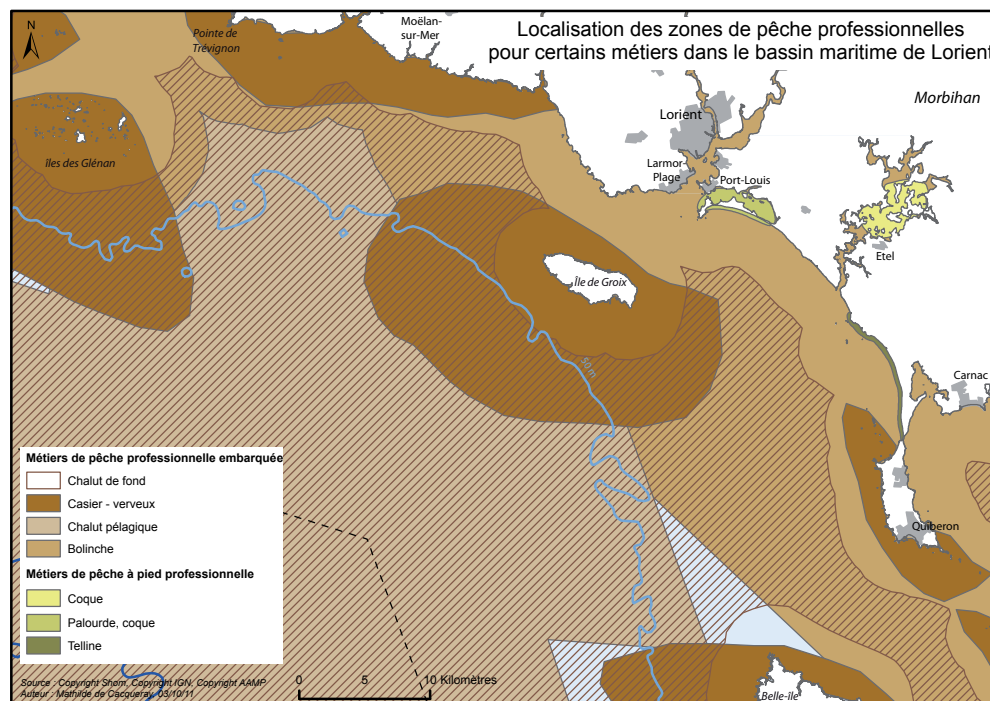 Localisation des zones de pêche professionnelles
pour certains métiers dans le bassin maritime de Lorient
N
Pointe de
Trévignon
Moëlan-
sur-Mer
Morbihan
Lorient
Larmor-
Plage
Port-Louis
îles des Glénan
Etel
Île de Groix
50 m
Carnac
Quiberon
Belle-île
Métiers de pêche professionnelle embarquée
Chalut de fond
Casier - verveux
Chalut pélagique
Bolinche
Métiers de pêche à pied professionnelle
Coque
Palourde, coque
Telline
Source : Copyright Shom, Copyright IGN, Copyright AAMP
Auteur : Mathilde de Cacqueray, 03/10/11
0 5 10 Kilomètres